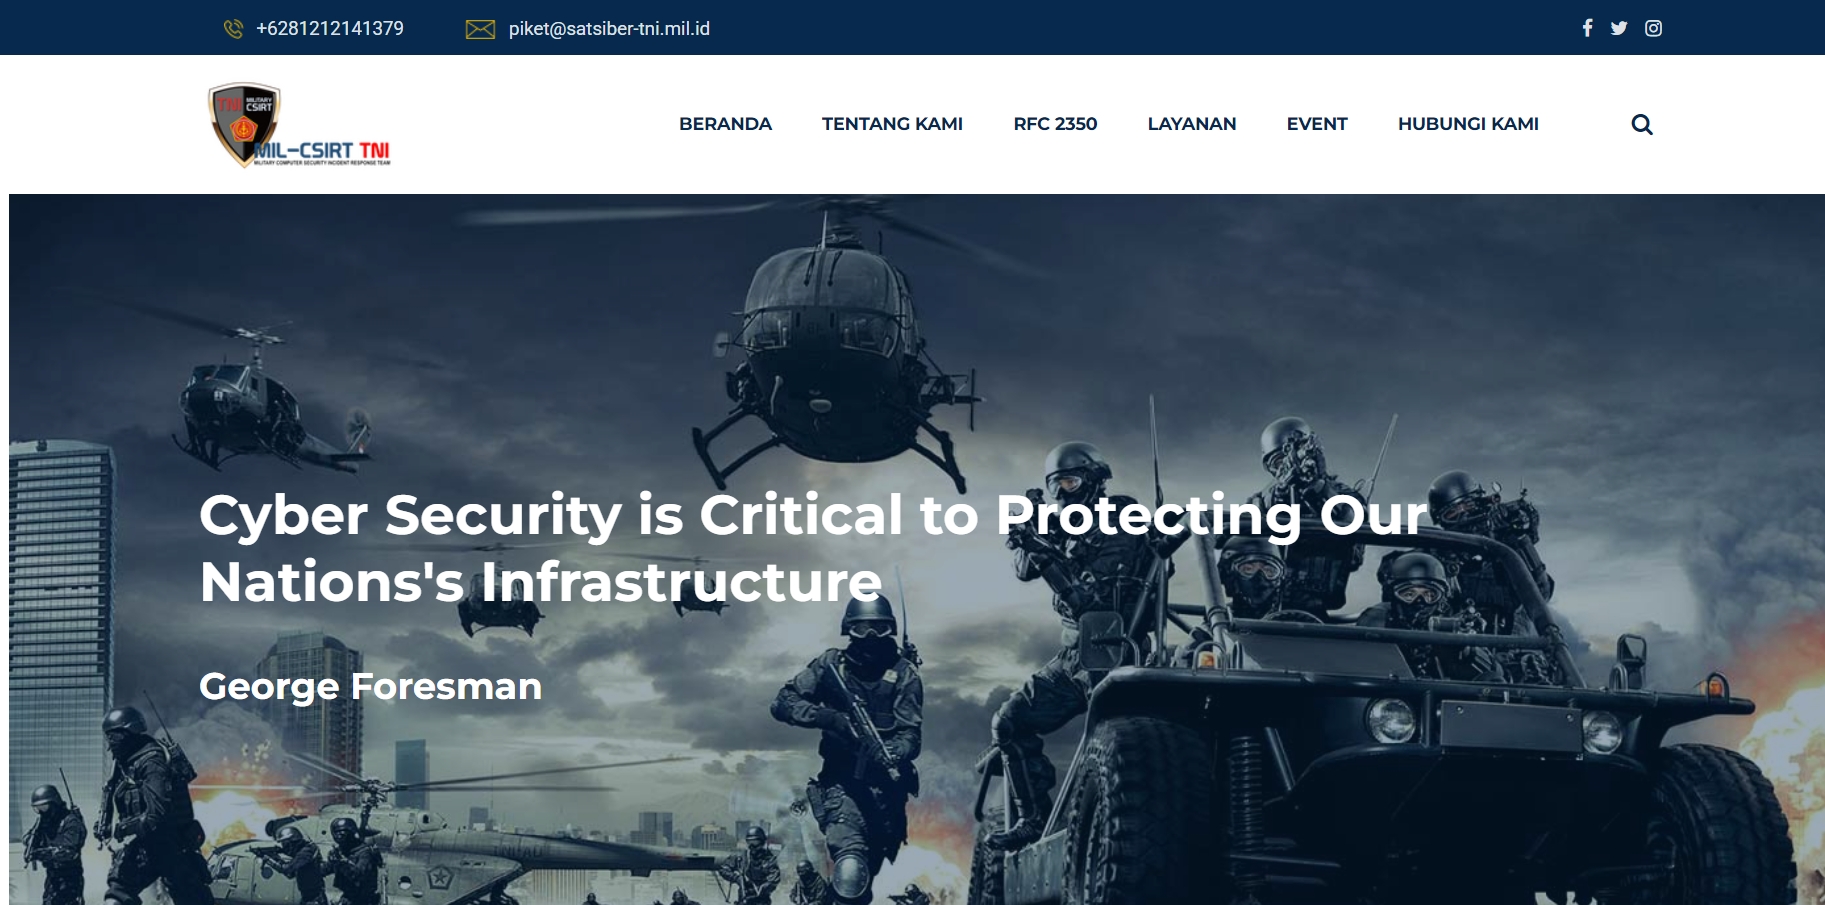 +6281212141379 piket@satsiber-tni.mil.id
TNI MILITARY
CSIRT
MIL-CSIRT TNI
MILITARY COMPUTER SECURITY INCIDENT RESPONSE TEAM
BERANDA TENTANG KAMI RFC 2350 LAYANAN EVENT HUBUNGI KAMI
Cyber Security is Critical to Protecting Our
Nations's Infrastructure
George Foresman